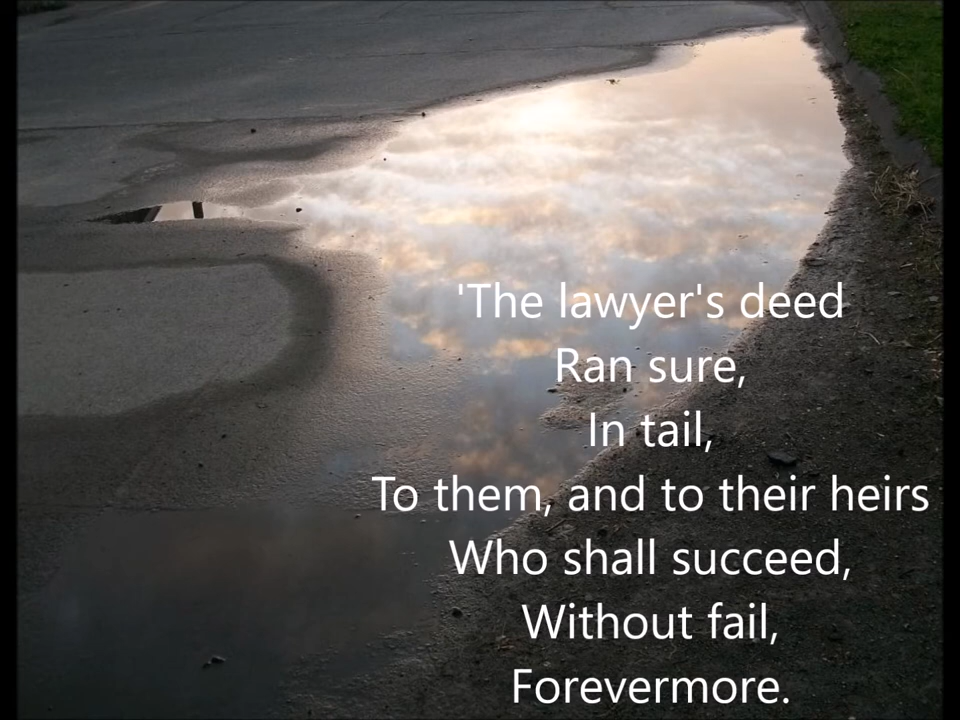 'The lawyer's deed
Ran sure,
In tail,
To them, and to their heirs
Who shall succeed,
Without fail,
Forevermore.